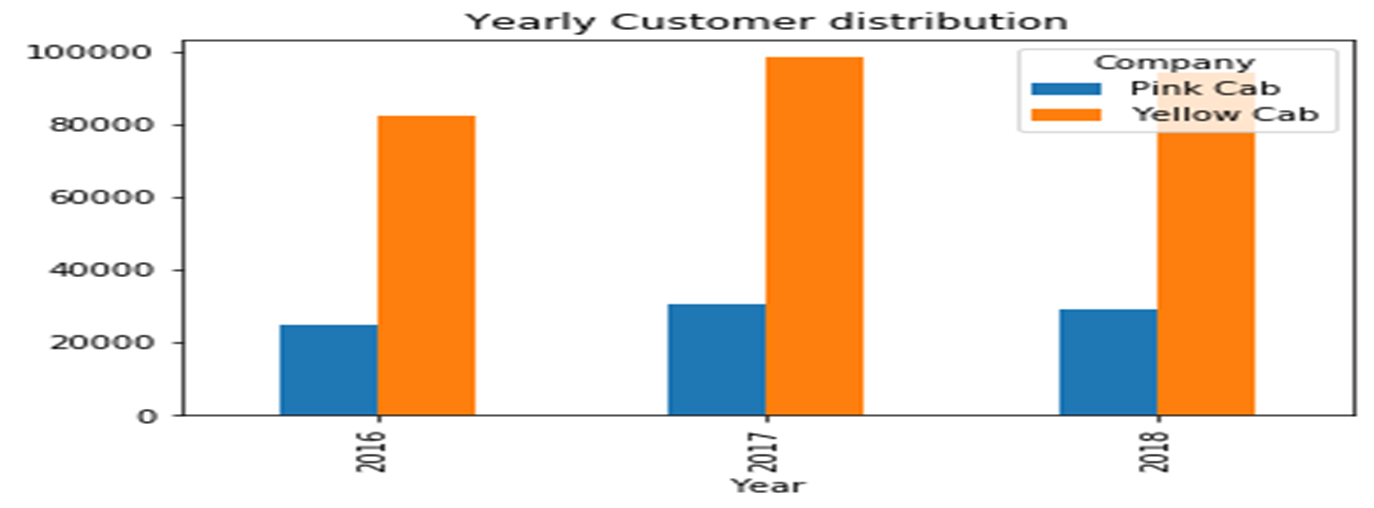 Yearly Customer distribution
100000
80000
60000
40000
20000
0
Company
Pink Cab
Yellow Cab
2016
2017
2018
Year